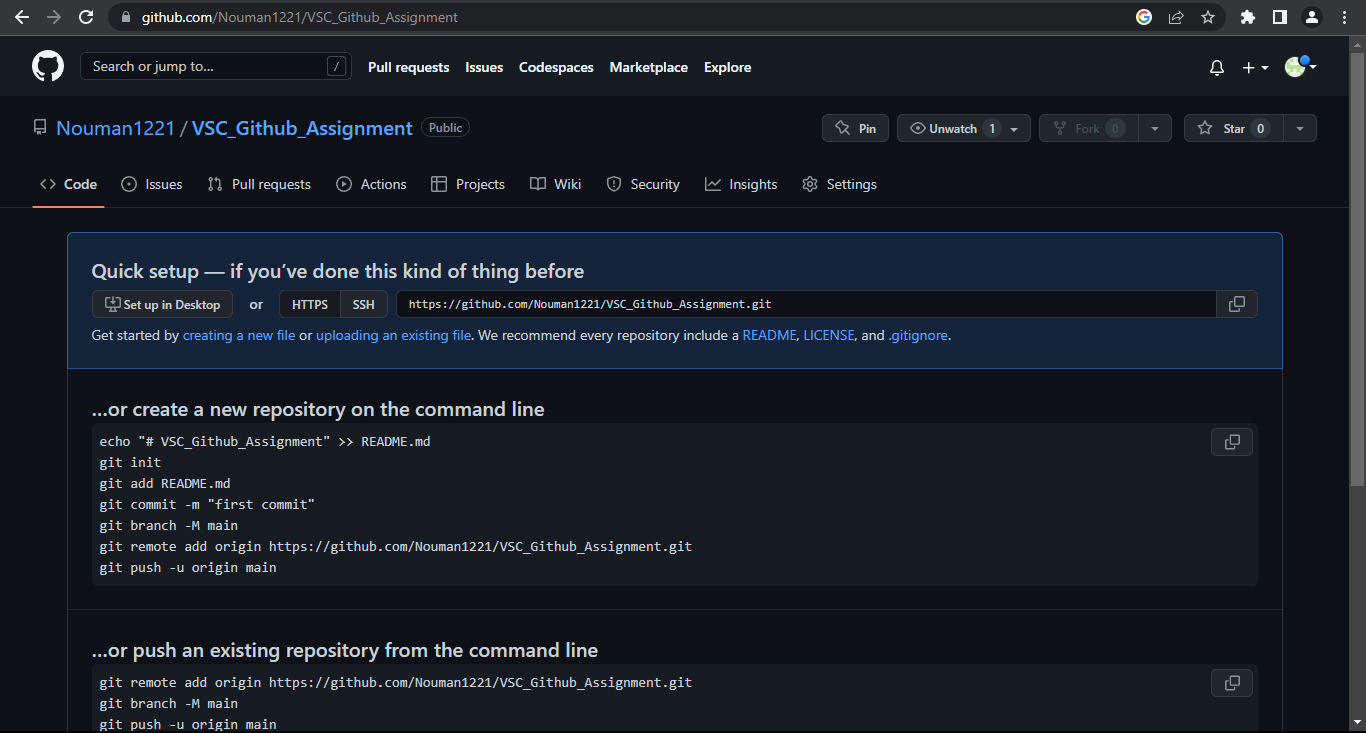 github.com/Nouman1221/VSC_Github_Assignment
Search or jump to... /
Pull requests Issues Codespaces Marketplace Explore
Nouman1221 / VSC_Github_Assignment Public
Pin Unwatch 1 Fork 0 Star 0
Code Issues Pull requests Actions Projects Wiki Security Insights Settings
Quick setup — if you’ve done this kind of thing before
Set up in Desktop or HTTPS SSH https://github.com/Nouman1221/VSC_Github_Assignment.git
Get started by creating a new file or uploading an existing file. We recommend every repository include a README, LICENSE, and .gitignore.
…or create a new repository on the command line
echo "# VSC_Github_Assignment" >> README.md
git init
git add README.md
git commit -m "first commit"
git branch -M main
git remote add origin https://github.com/Nouman1221/VSC_Github_Assignment.git
git push -u origin main
…or push an existing repository from the command line
git remote add origin https://github.com/Nouman1221/VSC_Github_Assignment.git
git branch -M main
git push -u origin main